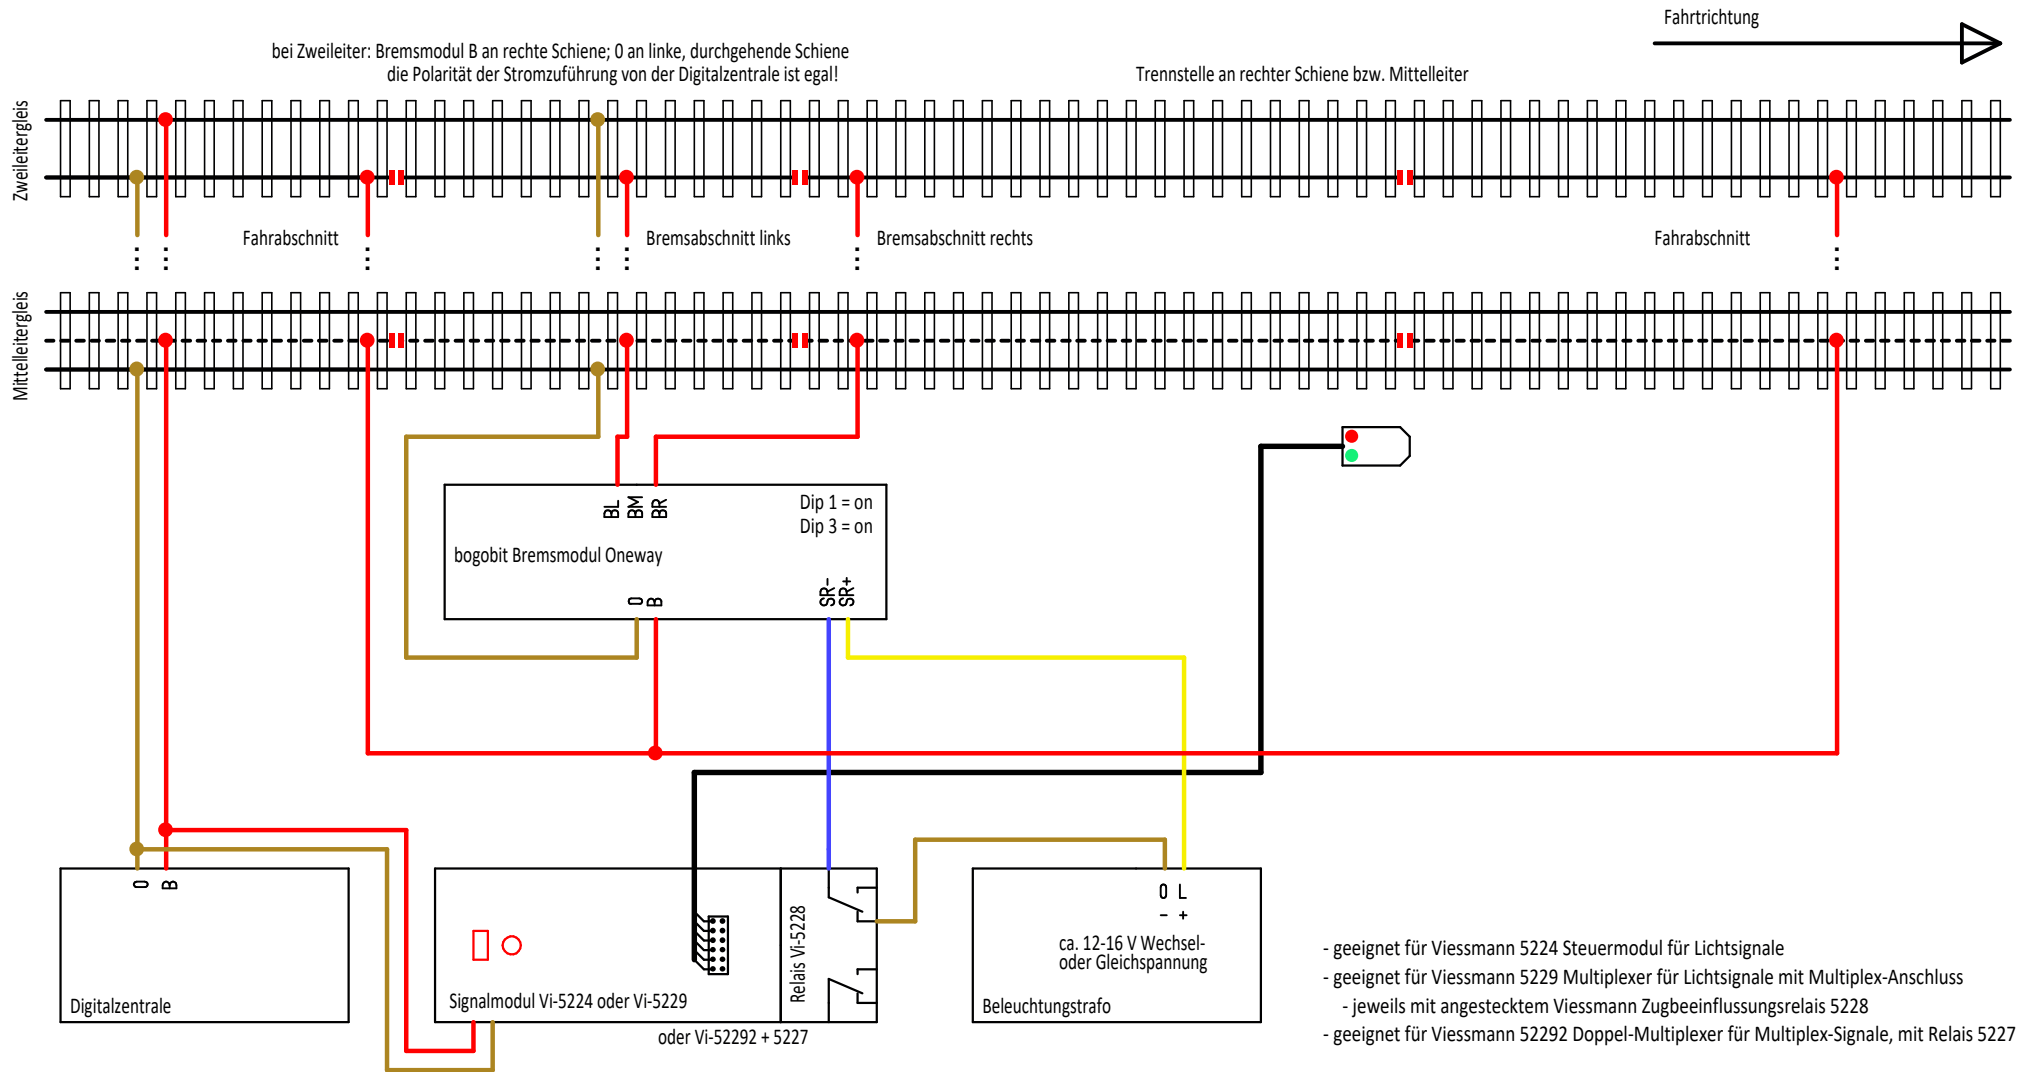 Fahrtrichtung
bei Zweileiter: Bremsmodul B an rechte Schiene; 0 an linke, durchgehende Schiene
die Polarität der Stromzuführung von der Digitalzentrale ist egal!
Trennstelle an rechter Schiene bzw. Mittelleiter
Zweileitergleis
Fahrabschnitt
Bremsabschnitt links
Bremsabschnitt rechts
Fahrabschnitt
Mittelleitergleis
BL
BM
BR
Dip 1 = on
Dip 3 = on
bogobit Bremsmodul Oneway
0
B
SR-
SR+
0
B
Digitalzentrale
Signalmodul Vi-5224 oder Vi-5229
Relais Vi-5228
oder Vi-52292 + 5227
0 L
- +
ca. 12-16 V Wechsel-
oder Gleichspannung
Beleuchtungstrafo
- geeignet für Viessmann 5224 Steuermodul für Lichtsignale
- geeignet für Viessmann 5229 Multiplexer für Lichtsignale mit Multiplex-Anschluss
- jeweils mit angestecktem Viessmann Zugbeeinflussungsrelais 5228
- geeignet für Viessmann 52292 Doppel-Multiplexer für Multiplex-Signale, mit Relais 5227